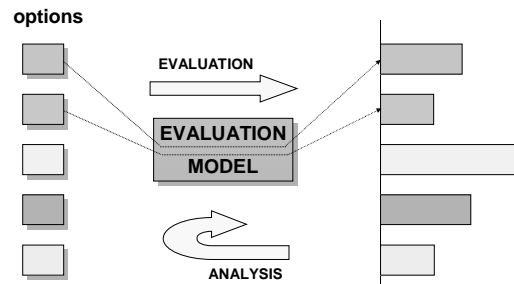 options
EVALUATION
EVALUATION
MODEL
ANALYSIS